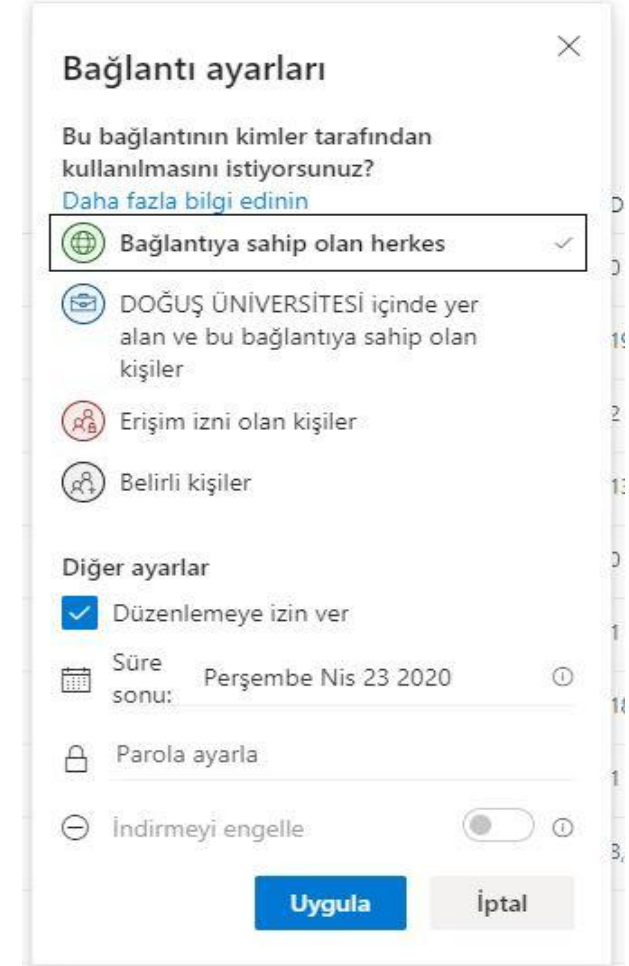 Bağlantı ayarları
Bu bağlantının kimler tarafından
kullanılmasını istiyorsunuz?
Daha fazla bilgi edinin
Bağlantıya sahip olan herkes
DOĞUŞ ÜNİVERSİTESİ içinde yer
alan ve bu bağlantıya sahip olan
kişiler
Erişim izni olan kişiler
Belirli kişiler
Diğer ayarlar
Düzenlemeye izin ver
Süre
sonu:
Perşembe Nis 23 2020
Parola ayarla
İndirmeyi engelle
Uygula
İptal